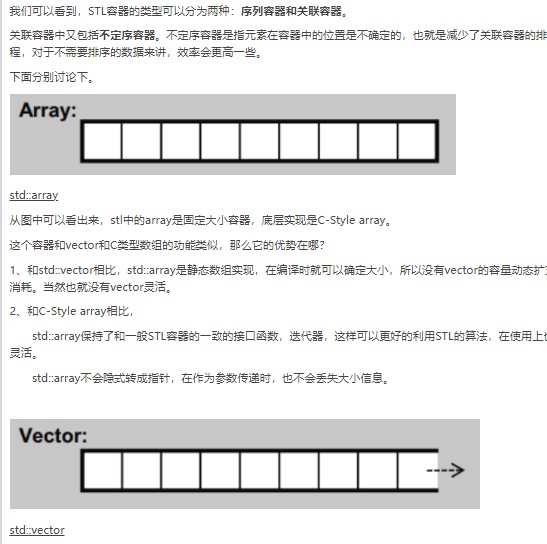 我们可以看到，STL容器的类型可以分为两种：序列容器和关联容器。
关联容器中又包括不定序容器。不定序容器是指元素在容器中的位置是不确定的，也就是减少了关联容器的排
程，对于不需要排序的数据来讲，效率会更高一些。
下面分别讨论下。
Array:
std::array
从图中可以看出来，stl中的array是固定大小容器，底层实现是C-Style array。
这个容器和vector和C类型数组的功能类似，那么它的优势在哪？
1、和std::vector相比，std::array是静态数组实现，在编译时就可以确定大小，所以没有vector的容量动态扩
消耗。当然也就没有vector灵活。
2、和C-Style array相比，
std::array保持了和一般STL容器的一致的接口函数，迭代器，这样可以更好的利用STL的算法，在使用上
灵活。
std::array不会隐式转成指针，在作为参数传递时，也不会丢失大小信息。
Vector:
std::vector